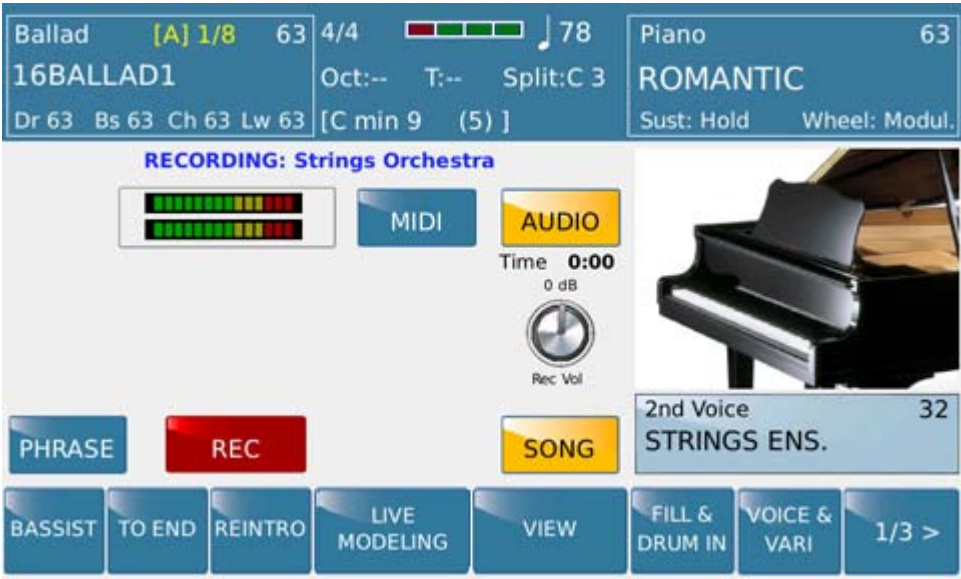 Ballad [A] 1/8 63
16BALLAD1
Dr 63 Bs 63 Ch 63 Lw 63
4/4 78
Oct:-- T:-- Split:C 3
[C min 9 (5) ]
Piano 63
ROMANTIC
Sust: Hold Wheel: Modul.
RECORDING: Strings Orchestra
MIDI
AUDIO
Time 0:00
0 dB
Rec Vol
2nd Voice 32
STRINGS ENS.
PHRASE
REC
SONG
BASSIST
TO END
REINTRO
LIVE
MODELING
VIEW
FILL &
DRUM IN
VOICE &
VARI
1/3 >